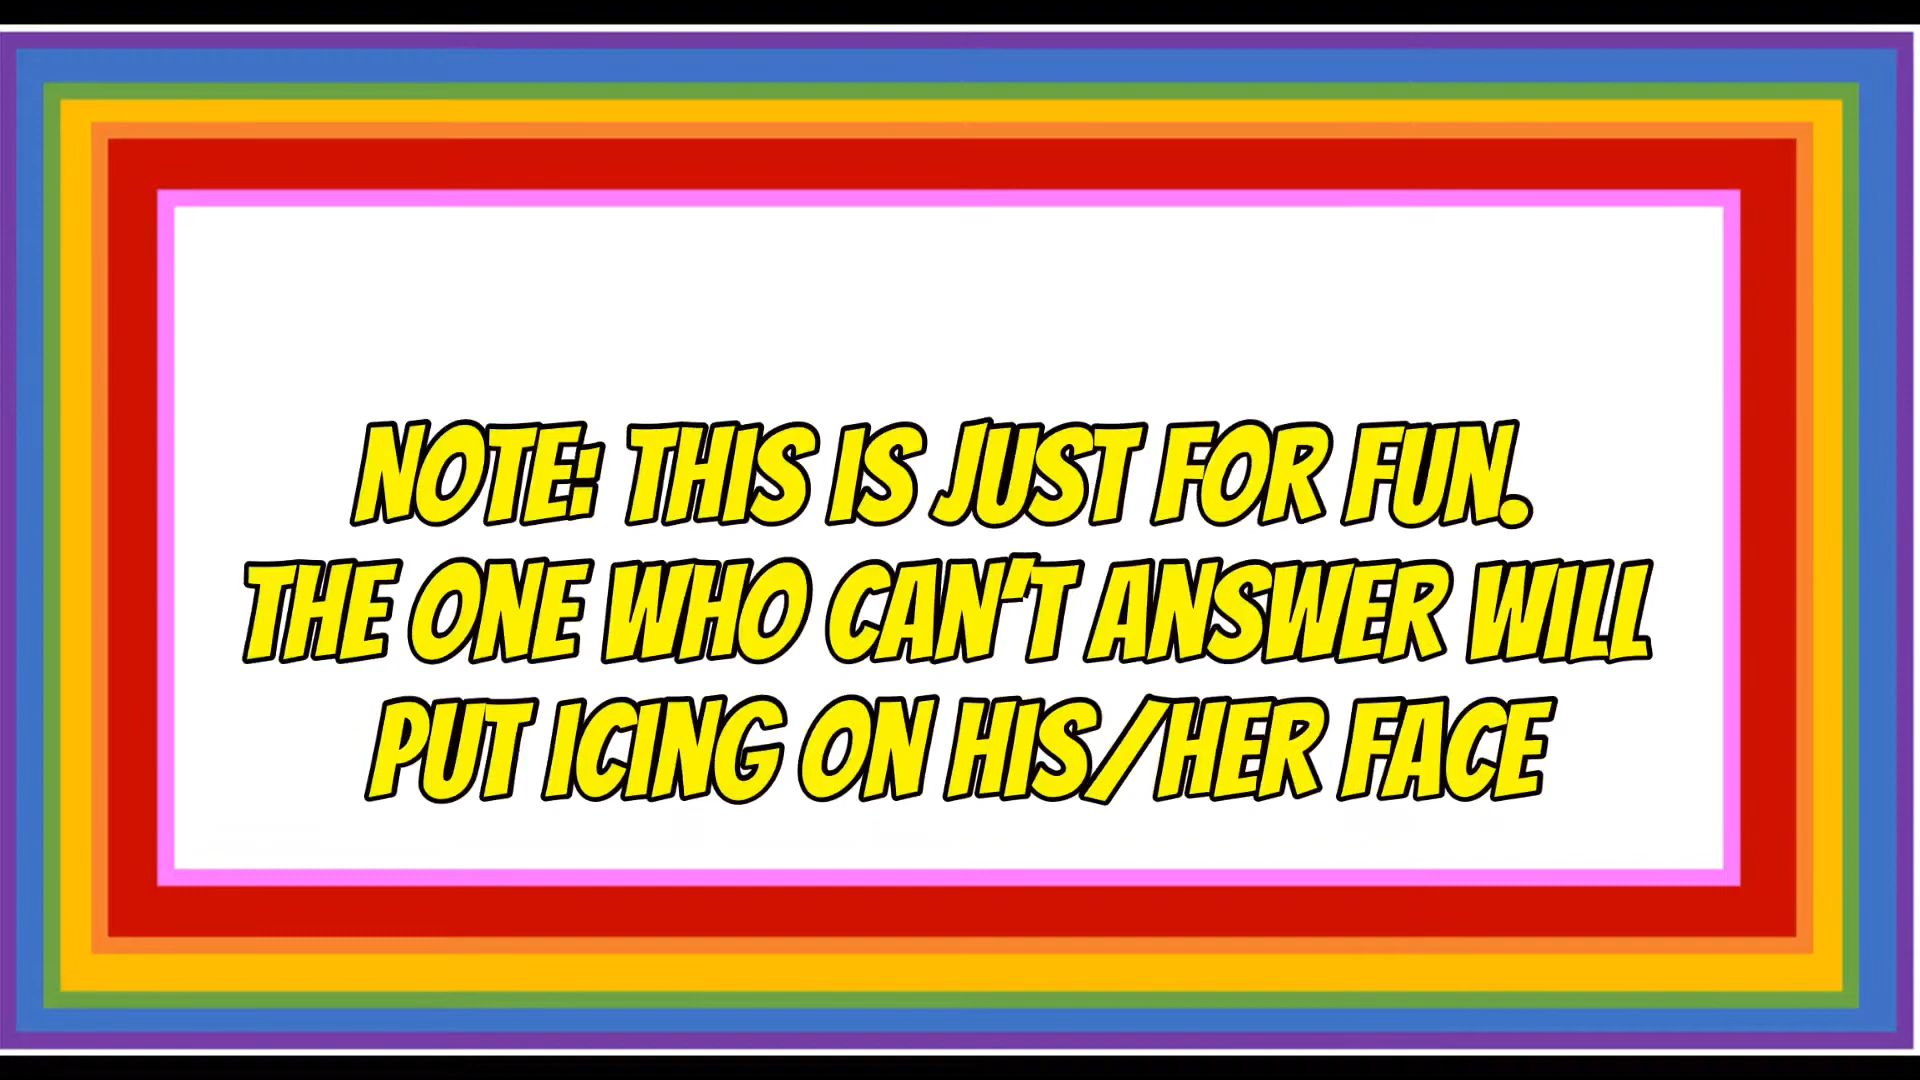 NOTE: THIS IS JUST FOR FUN.
THE ONE WHO CAN'T ANSWER WILL
PUT ICING ON HIS/HER FACE